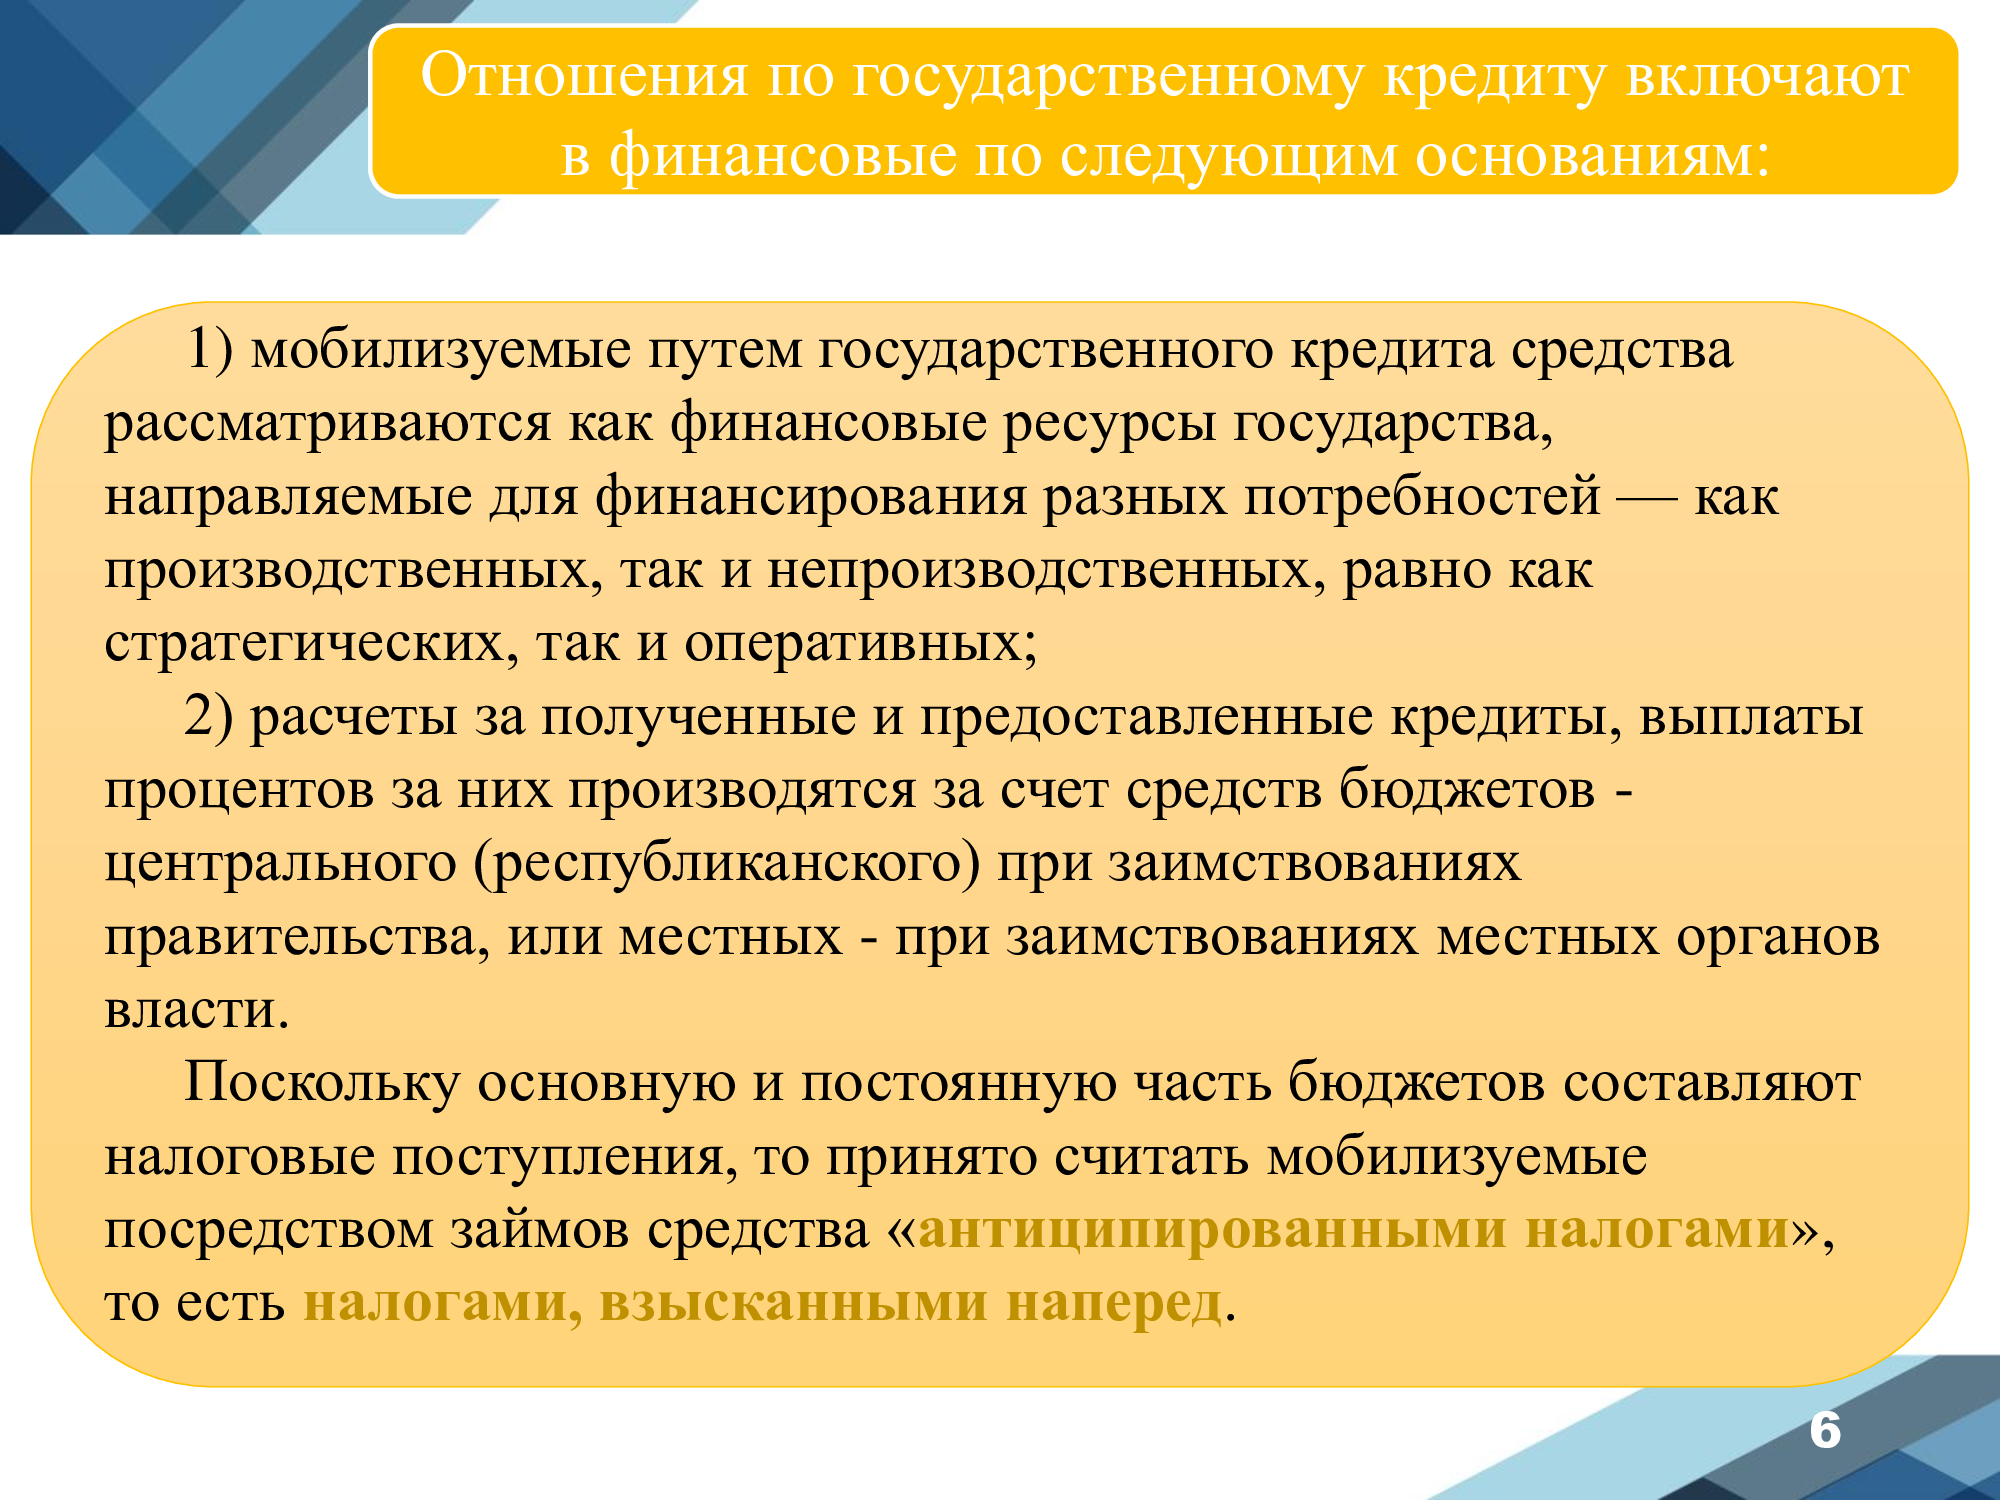 Отношения по государственному кредиту включают
в финансовые по следующим основаниям:
1) мобилизуемые путем государственного кредита средства
рассматриваются как финансовые ресурсы государства,
направляемые для финансирования разных потребностей — как
производственных, так и непроизводственных, равно как
стратегических, так и оперативных;
2) расчеты за полученные и предоставленные кредиты, выплаты
процентов за них производятся за счет средств бюджетов -
центрального (республиканского) при заимствованиях
правительства, или местных - при заимствованиях местных органов
власти.
Поскольку основную и постоянную часть бюджетов составляют
налоговые поступления, то принято считать мобилизуемые
посредством займов средства «антиципированными налогами»,
то есть налогами, взысканными наперед.
6